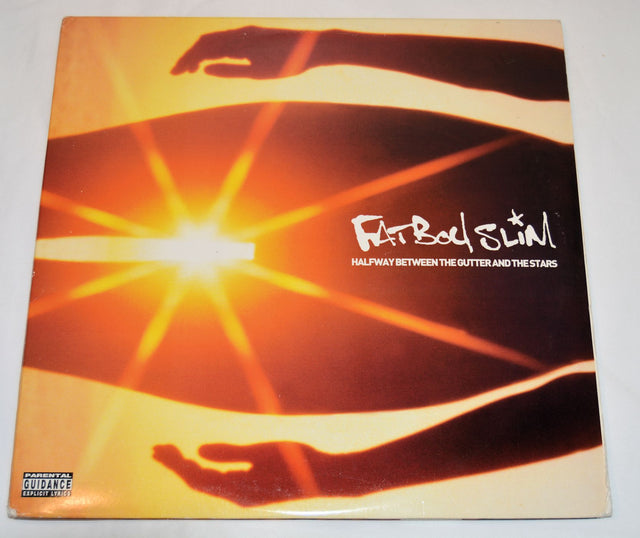 FATBOY SLIM
HALFWAY BETWEEN THE GUTTER AND THE STARS
PARENTAL
GUIDANCE
EXPLICIT LYRICS